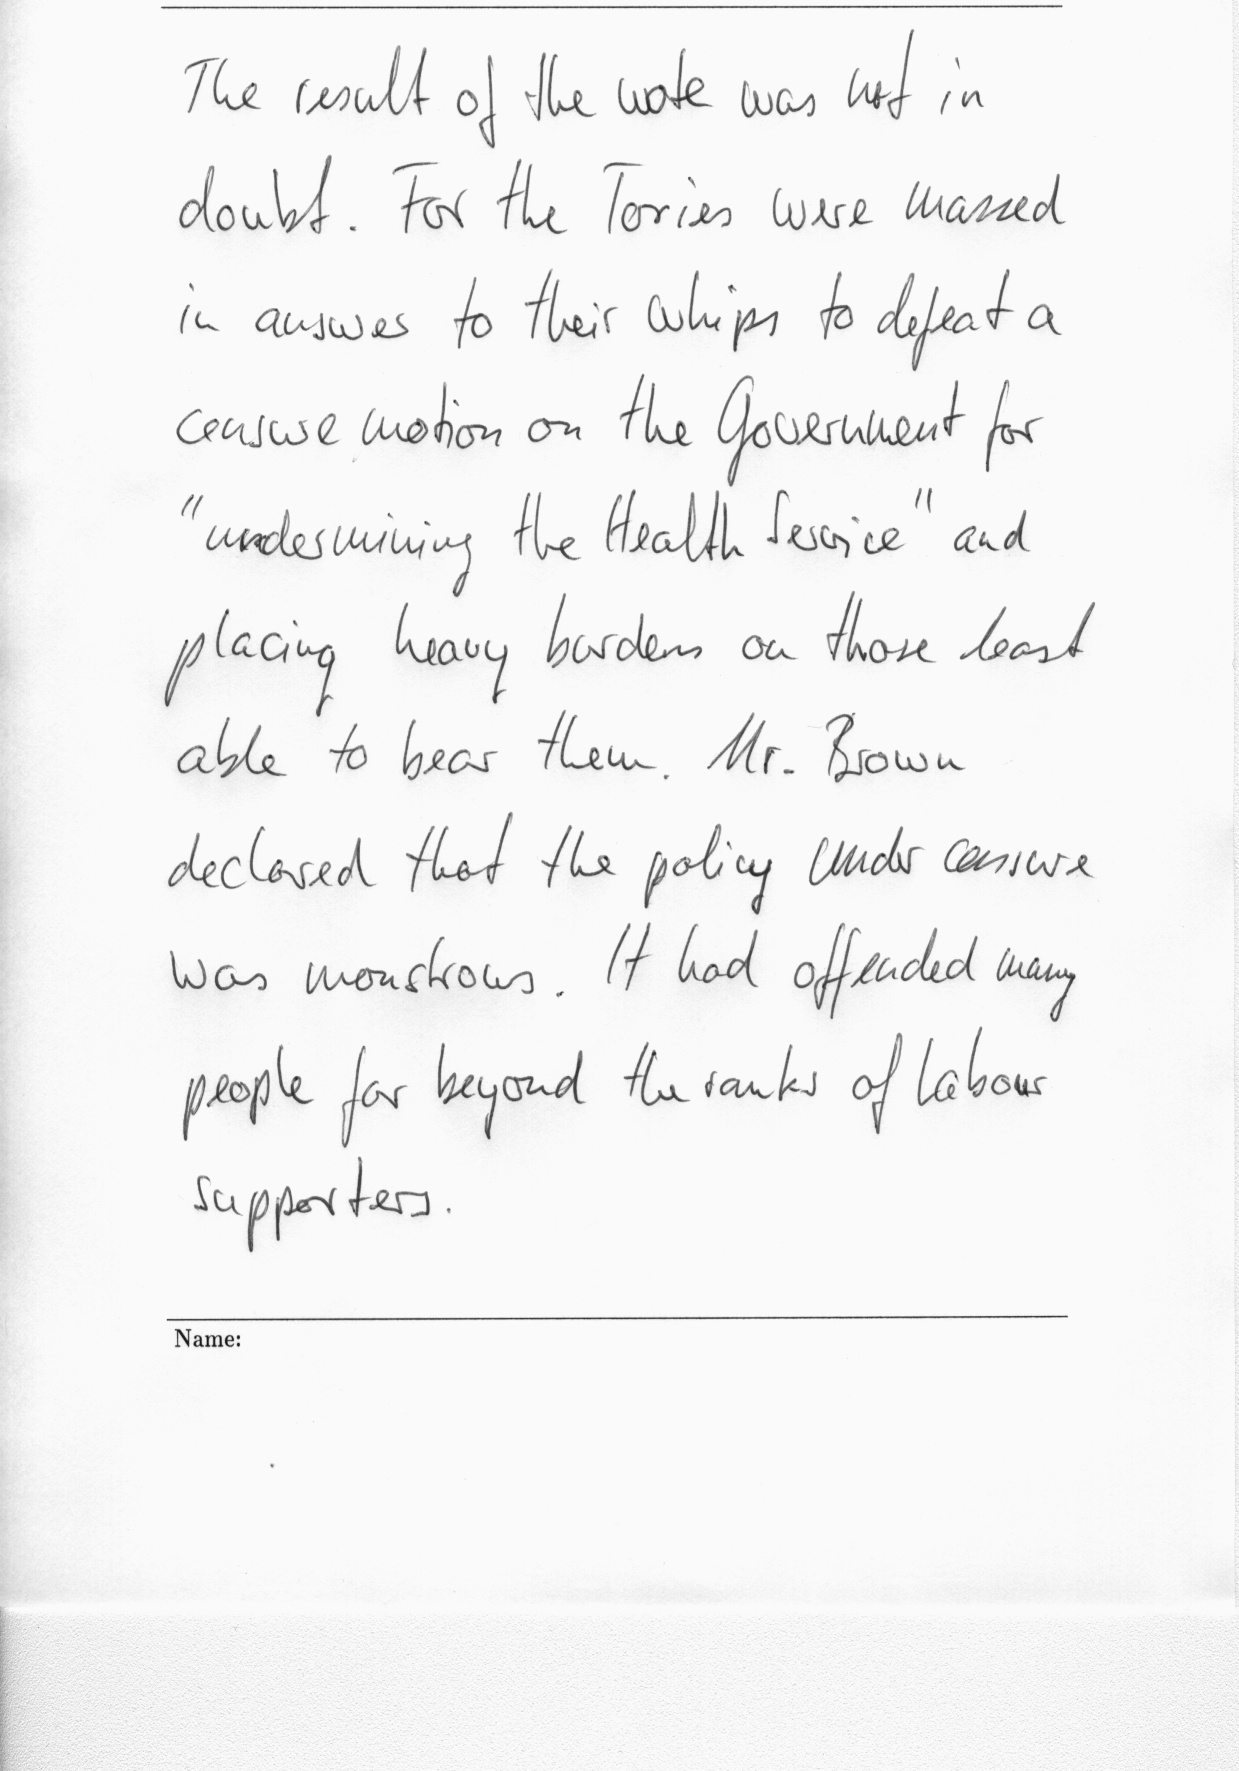 The result of the note was not in
doubt. For the Tories were massed
in answer to their whips to defeat a
censure motion on the Government for
"undermining the Health Service" and
placing heavy burdens on those least
able to bear them. Mr. Brown
declared that the policy under censure
was monstrous. It had offended many
people far beyond the ranks of Labour
supporters.
Name: